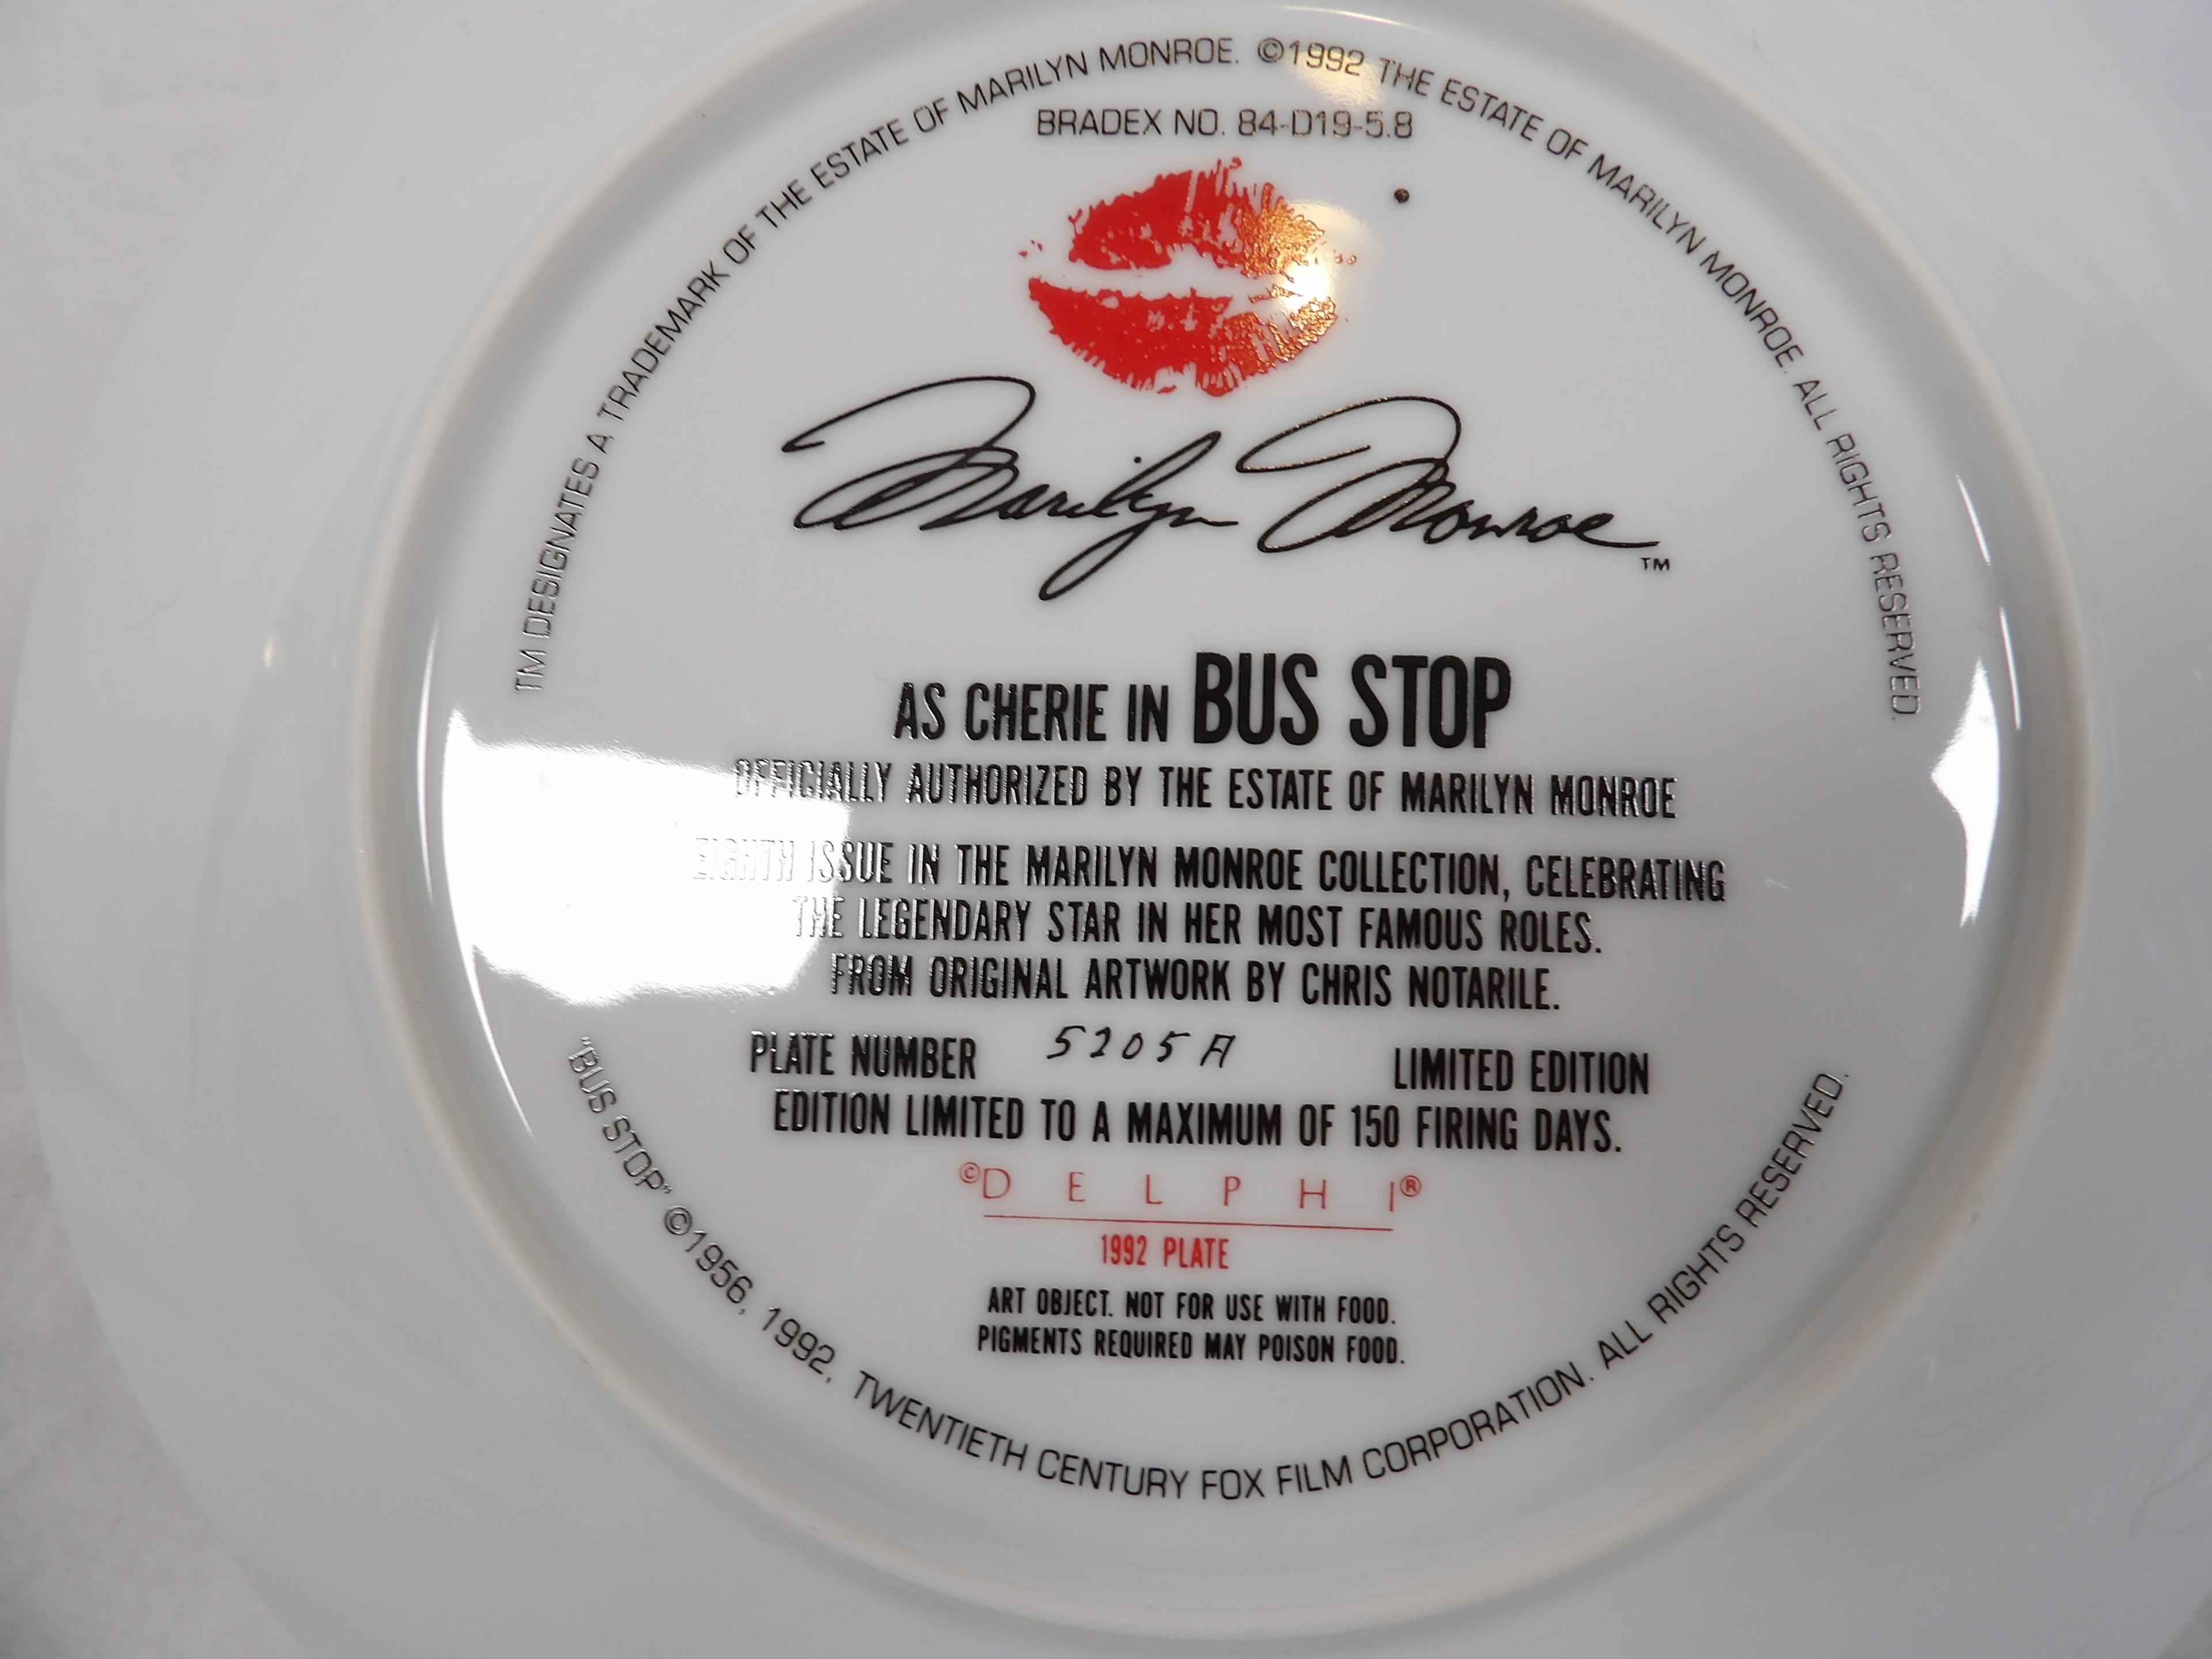 TM DESIGNATES A TRADEMARK OF THE ESTATE OF MARILYN MONROE. ©1992 THE ESTATE OF MARILYN MONROE. ALL RIGHTS RESERVED.
BRADEX NO. 84-D19-5.8
Marilyn Monroe™
AS CHERIE IN BUS STOP
OFFICIALLY AUTHORIZED BY THE ESTATE OF MARILYN MONROE
EIGHTH ISSUE IN THE MARILYN MONROE COLLECTION, CELEBRATING
THE LEGENDARY STAR IN HER MOST FAMOUS ROLES.
FROM ORIGINAL ARTWORK BY CHRIS NOTARILE.
PLATE NUMBER 5205A LIMITED EDITION
EDITION LIMITED TO A MAXIMUM OF 150 FIRING DAYS.
©DELPHI®
1992 PLATE
ART OBJECT. NOT FOR USE WITH FOOD.
PIGMENTS REQUIRED MAY POISON FOOD.
"BUS STOP" ©1956, 1992, TWENTIETH CENTURY FOX FILM CORPORATION. ALL RIGHTS RESERVED.